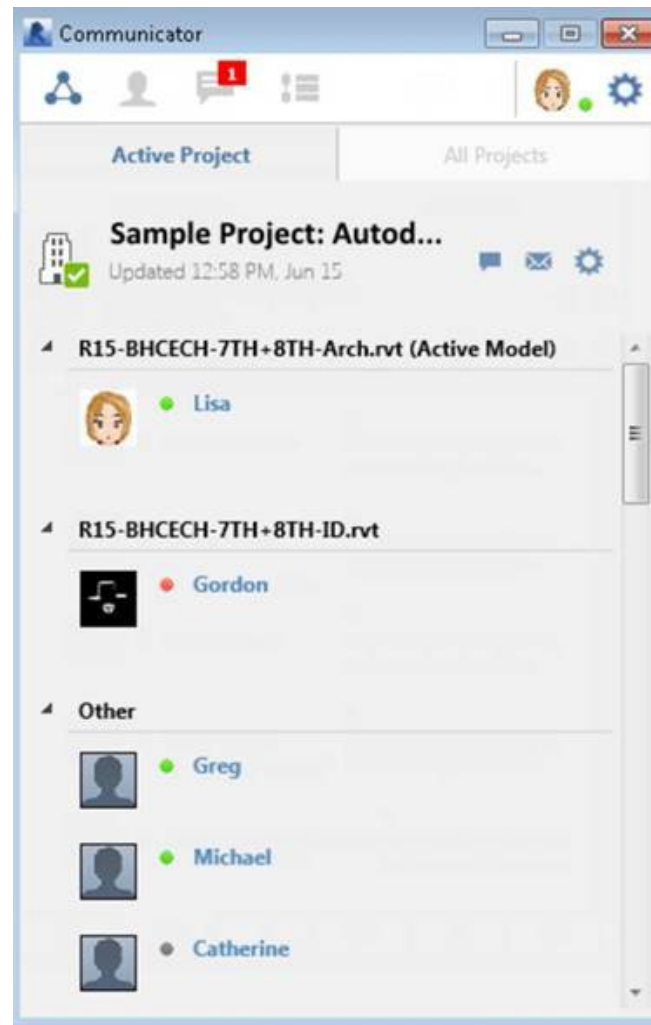 Communicator
1
Active Project
All Projects
Sample Project: Autod...
Updated 12:58 PM, Jun 15
R15-BHCECH-7TH+8TH-Arch.rvt (Active Model)
Lisa
R15-BHCECH-7TH+8TH-ID.rvt
Gordon
Other
Greg
Michael
Catherine